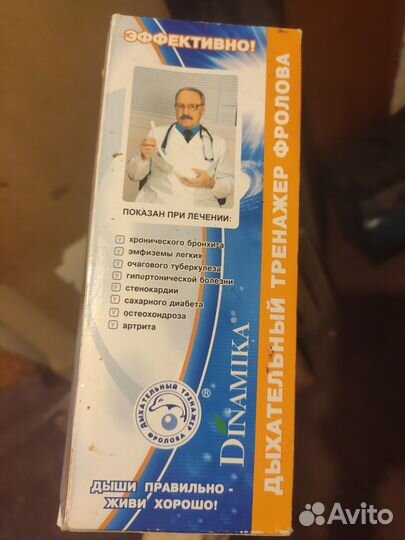 ЭФФЕКТИВНО!
ПОКАЗАН ПРИ ЛЕЧЕНИИ:
хронического бронхита
эмфиземы легких
очагового туберкулеза
гипертонической болезни
стенокардии
сахарного диабета
остеохондроза
артрита
ДЫХАТЕЛЬНЫЙ ТРЕНАЖЕР
ФРОЛОВА
®
ДЫШИ ПРАВИЛЬНО -
ЖИВИ ХОРОШО!
DINAMIKA®
ДЫХАТЕЛЬНЫЙ ТРЕНАЖЕР ФРОЛОВА
Avito